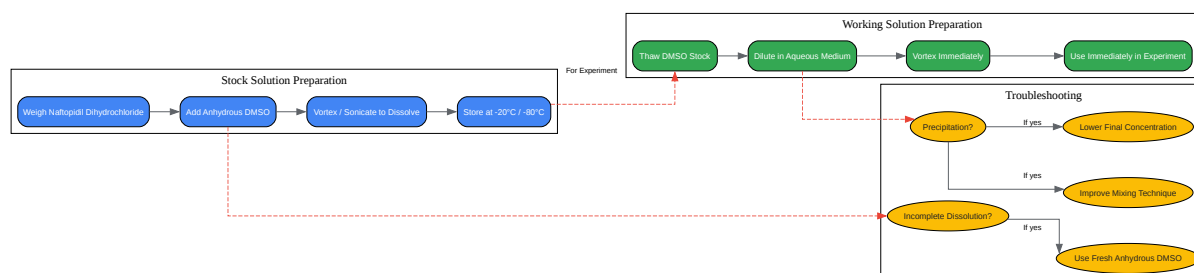 Working Solution Preparation
Thaw DMSO Stock
Dilute in Aqueous Medium
Vortex Immediately
Use Immediately in Experiment
For Experiment
Stock Solution Preparation
Weigh Naftopidil Dihydrochloride
Add Anhydrous DMSO
Vortex / Sonicate to Dissolve
Store at -20°C / -80°C
Troubleshooting
Precipitation?
If yes
Lower Final Concentration
If yes
Improve Mixing Technique
Incomplete Dissolution?
If yes
Use Fresh Anhydrous DMSO